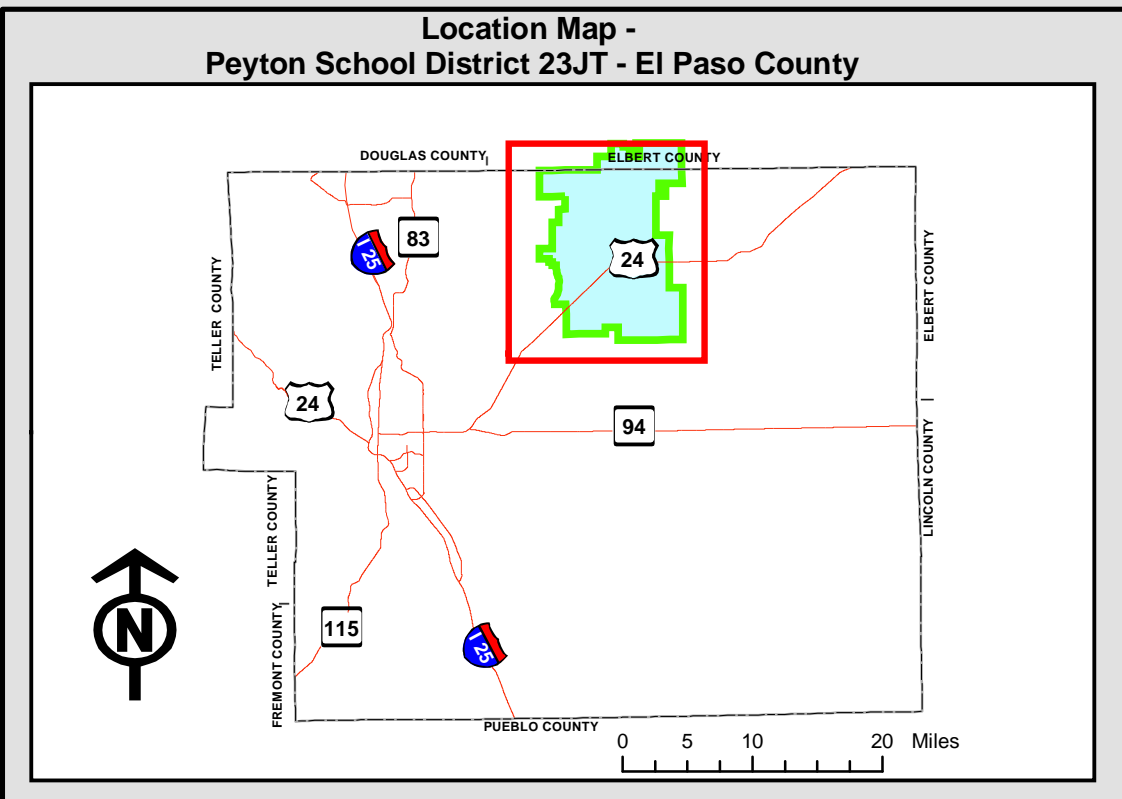 Location Map -
Peyton School District 23JT - El Paso County
DOUGLAS COUNTY
ELBERT COUNTY
83
I 25
24
TELLER COUNTY
ELBERT COUNTY
24
94
LINCOLN COUNTY
TELLER COUNTY
N
115
I 25
FREMONT COUNTY
PUEBLO COUNTY
0 5 10 20 Miles